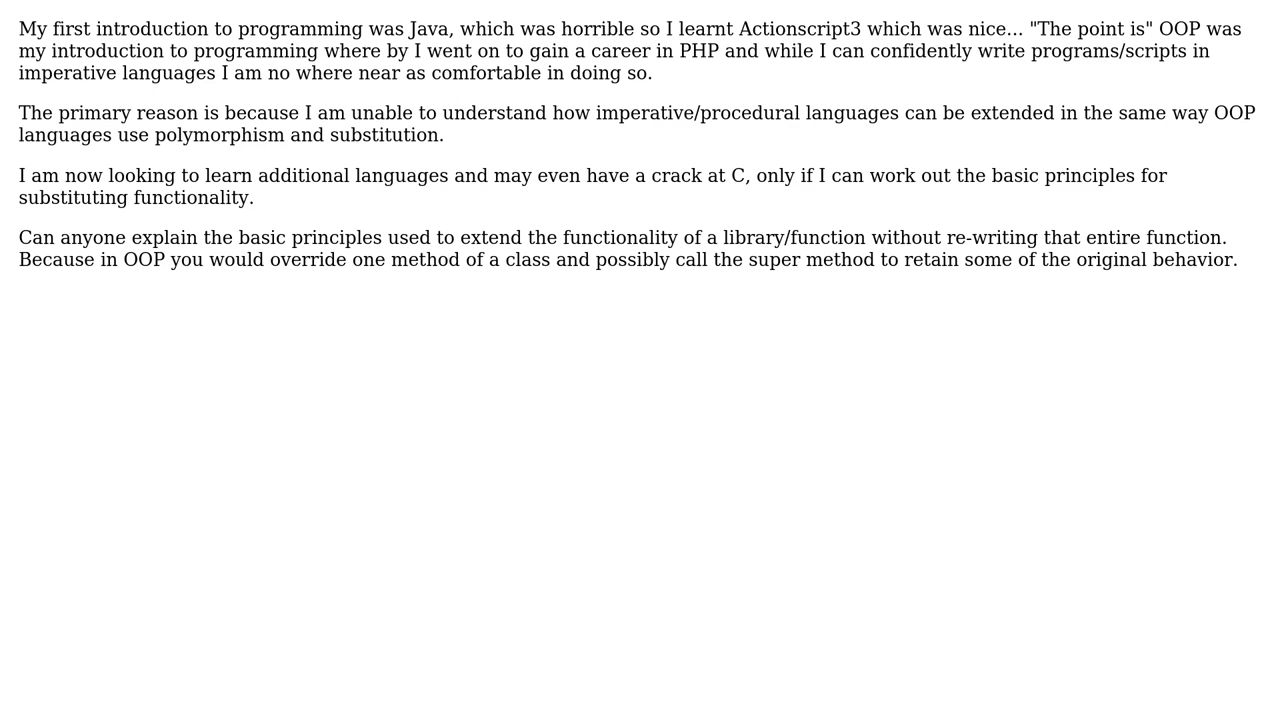 My first introduction to programming was Java, which was horrible so I learnt Actionscript3 which was nice... "The point is" OOP was
my introduction to programming where by I went on to gain a career in PHP and while I can confidently write programs/scripts in
imperative languages I am no where near as comfortable in doing so.
The primary reason is because I am unable to understand how imperative/procedural languages can be extended in the same way OOP
languages use polymorphism and substitution.
I am now looking to learn additional languages and may even have a crack at C, only if I can work out the basic principles for
substituting functionality.
Can anyone explain the basic principles used to extend the functionality of a library/function without re-writing that entire function.
Because in OOP you would override one method of a class and possibly call the super method to retain some of the original behavior.